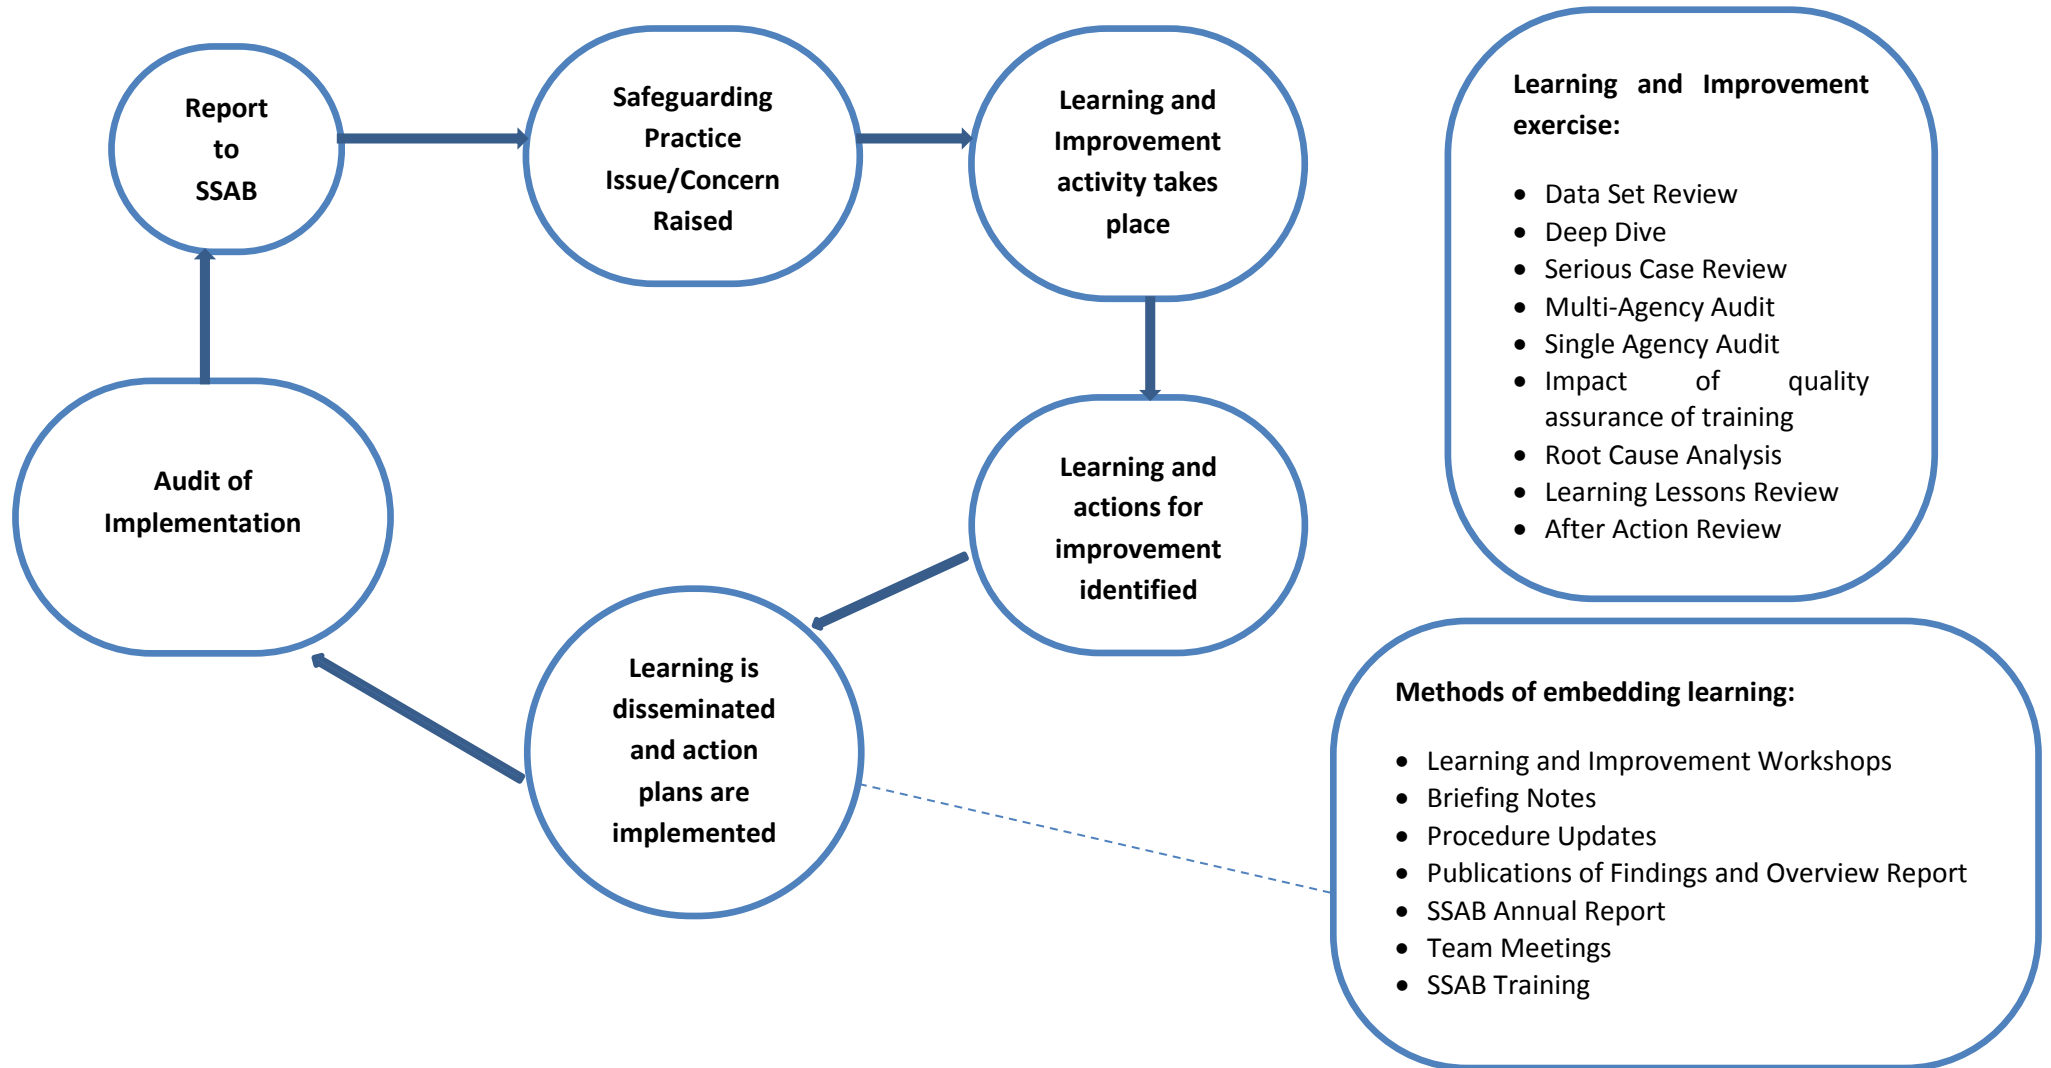 Report
to
SSAB
Safeguarding
Practice
Issue/Concern
Raised
Learning and
Improvement
activity takes
place
Learning and
actions for
improvement
identified
Learning is
disseminated
and action
plans are
implemented
Audit of
Implementation
Learning and Improvement
exercise:
• Data Set Review
• Deep Dive
• Serious Case Review
• Multi-Agency Audit
• Single Agency Audit
• Impact of quality
assurance of training
• Root Cause Analysis
• Learning Lessons Review
• After Action Review
Methods of embedding learning:
• Learning and Improvement Workshops
• Briefing Notes
• Procedure Updates
• Publications of Findings and Overview Report
• SSAB Annual Report
• Team Meetings
• SSAB Training